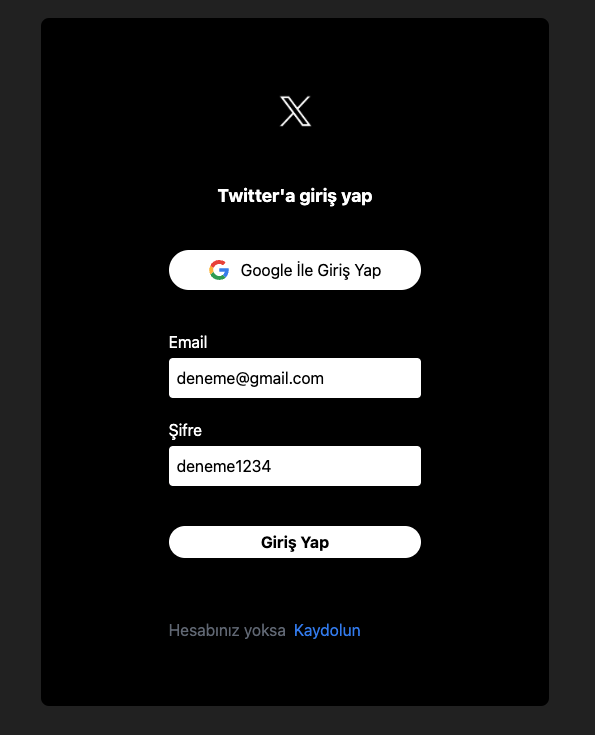 Twitter'a giriş yap
Google İle Giriş Yap
Email
deneme@gmail.com
Şifre
deneme1234
Giriş Yap
Hesabınız yoksa Kaydolun